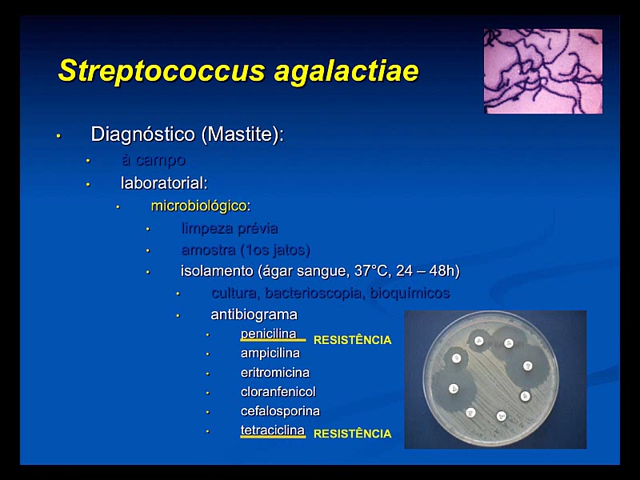 Streptococcus agalactiae
Diagnóstico (Mastite):
à campo
laboratorial:
microbiológico:
limpeza prévia
amostra (1os jatos)
isolamento (ágar sangue, 37°C, 24 – 48h)
cultura, bacterioscopia, bioquímicos
antibiograma
penicilina RESISTÊNCIA
ampicilina
eritromicina
cloranfenicol
cefalosporina
tetraciclina RESISTÊNCIA